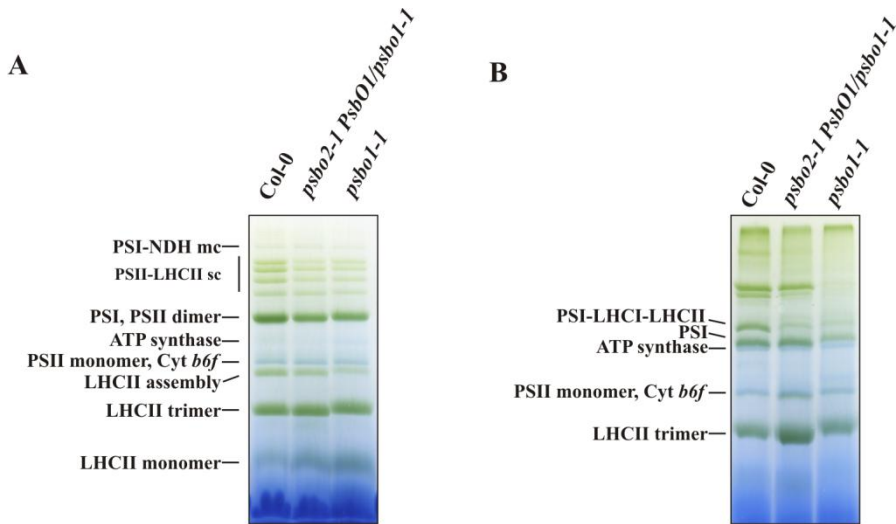 A
Col-0
psbo2-1 PsbO1/psbo1-1
psbo1-1
PSI-NDH mc
PSII-LHCII sc
PSI, PSII dimer
ATP synthase
PSII monomer, Cyt b6f
LHCII assembly
LHCII trimer
LHCII monomer
B
Col-0
psbo2-1 PsbO1/psbo1-1
psbo1-1
PSI-LHCI-LHCII
PSI
ATP synthase
PSII monomer, Cyt b6f
LHCII trimer